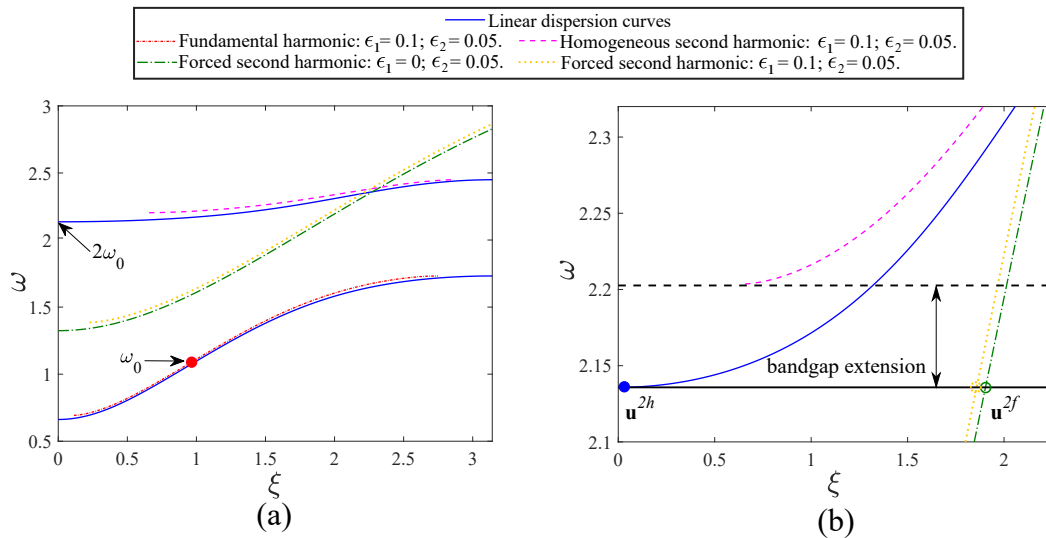 Linear dispersion curves
Fundamental harmonic: ϵ₁= 0.1; ϵ₂= 0.05.
Homogeneous second harmonic: ϵ₁= 0.1; ϵ₂= 0.05.
Forced second harmonic: ϵ₁= 0; ϵ₂= 0.05.
Forced second harmonic: ϵ₁= 0.1; ϵ₂= 0.05.
3
2.5
2
1.5
1
0.5
ω
2ω₀
ω₀
0
0.5
1
1.5
2
2.5
3
ξ
(a)
2.3
2.25
2.2
2.15
2.1
ω
bandgap extension
u²ʰ
u²ᶠ
0
0.5
1
1.5
2
ξ
(b)